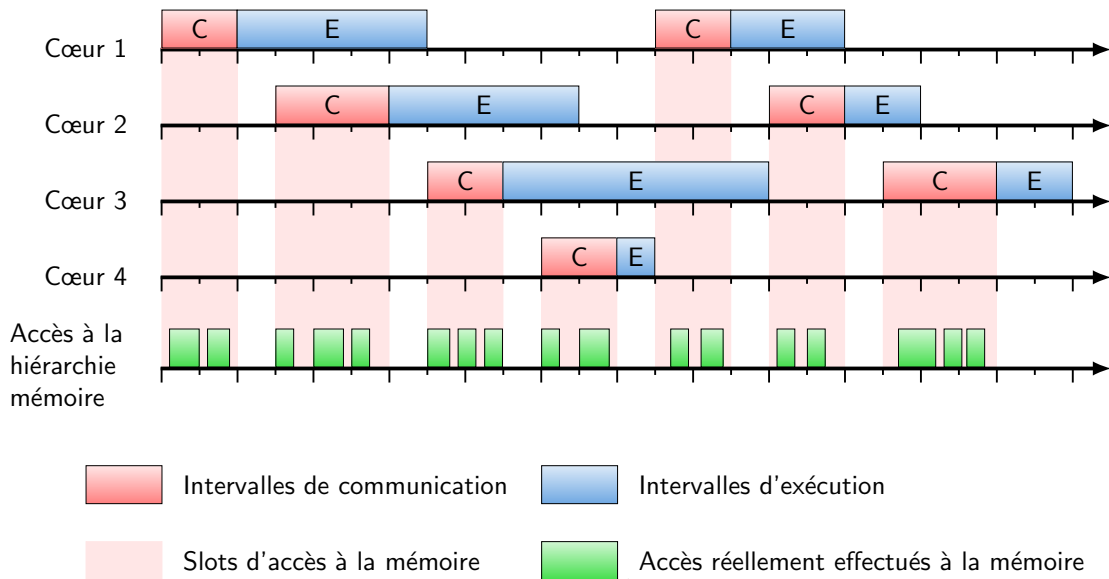 C E C E
Cœur 1
C E C E
Cœur 2
C E C E
Cœur 3
C E
Cœur 4
Accès à la
hiérarchie
mémoire
Intervalles de communication
Intervalles d'exécution
Slots d'accès à la mémoire
Accès réellement effectués à la mémoire